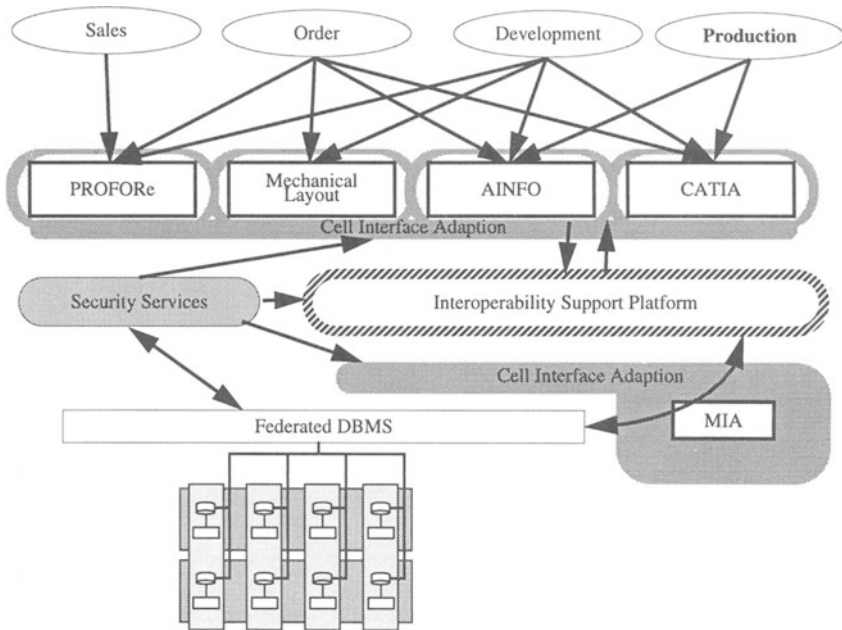 Sales
Order
Development
Production
PROFORe
Mechanical
Layout
AINFO
CATIA
Cell Interface Adaption
Security Services
Interoperability Support Platform
Cell Interface Adaption
MIA
Federated DBMS